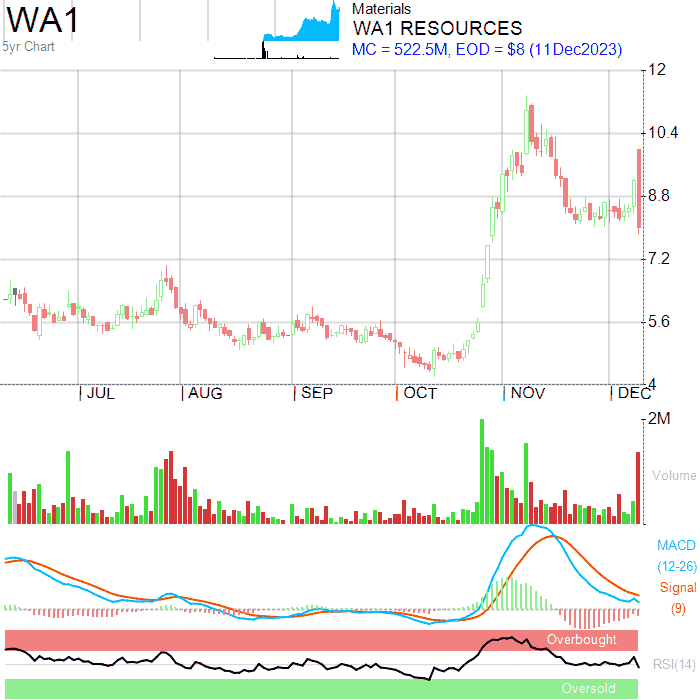 WA1
5yr Chart
Materials
WA1 RESOURCES
MC = 522.5M, EOD = $8 (11Dec2023)
12
10.4
8.8
7.2
5.6
4
JUL AUG SEP OCT NOV DEC
2M
Volume
MACD
(12-26)
Signal
(9)
Overbought
RSI(14)
Oversold